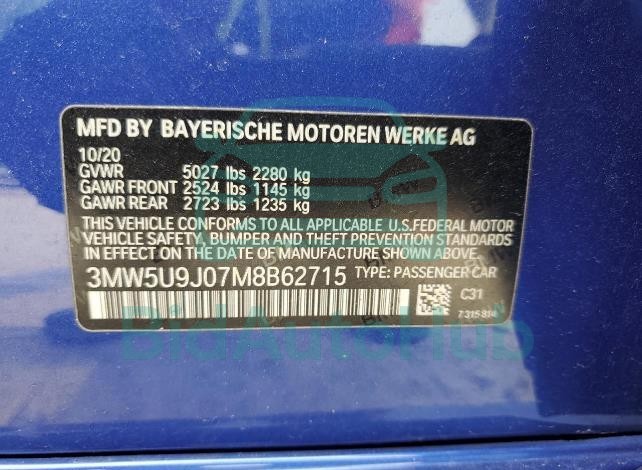 MFD BY BAYERISCHE MOTOREN WERKE AG
10/20
GVWR 5027 lbs 2280 kg
GAWR FRONT 2524 lbs 1145 kg
GAWR REAR 2723 lbs 1235 kg
THIS VEHICLE CONFORMS TO ALL APPLICABLE U.S.FEDERAL MOTOR
VEHICLE SAFETY, BUMPER AND THEFT PREVENTION STANDARDS
IN EFFECT ON THE DATE OF MANUFACTURE SHOWN ABOVE.
3MW5U9J07M8B62715 TYPE: PASSENGER CAR
C31
7315814
BidAutoHub